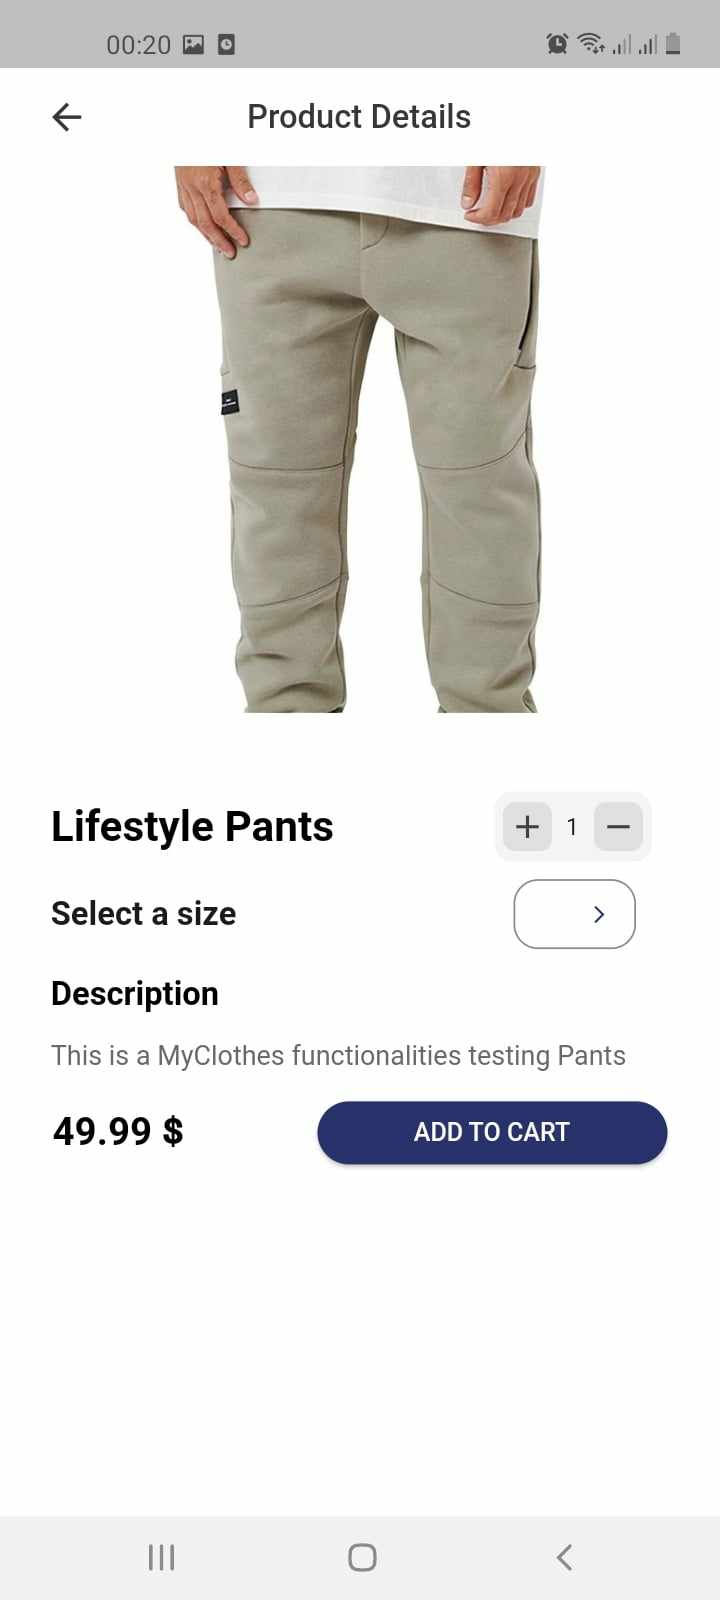 00:20
Product Details
Lifestyle Pants
+ 1 −
Select a size
Description
This is a MyClothes functionalities testing Pants
49.99 $
ADD TO CART